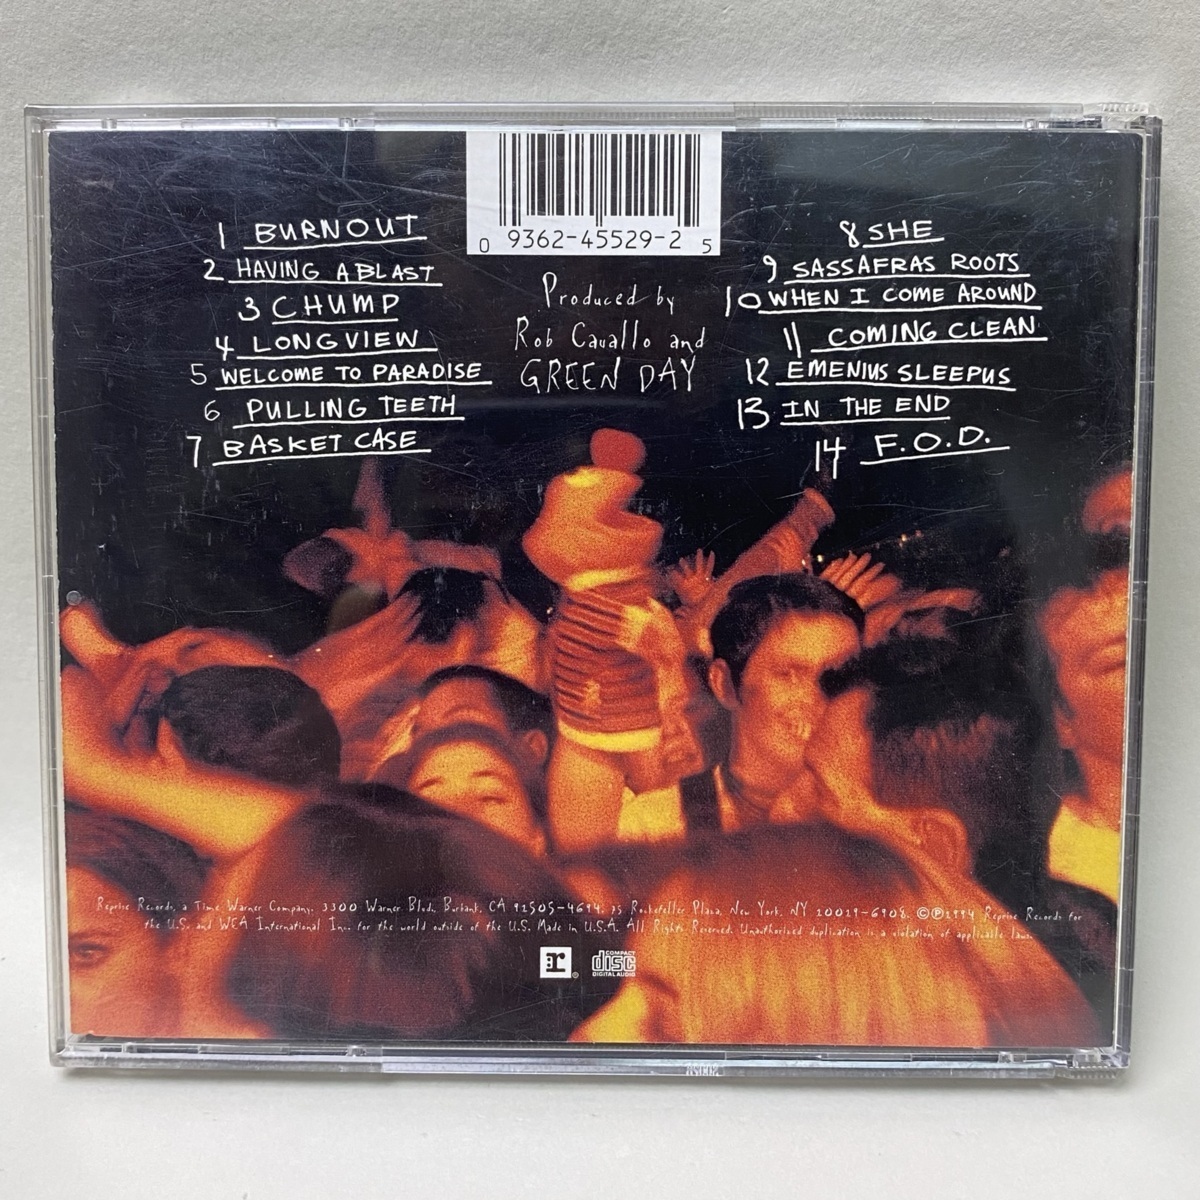 1 BURNOUT
2 HAVING A BLAST
3 CHUMP
4 LONGVIEW
5 WELCOME TO PARADISE
6 PULLING TEETH
7 BASKET CASE
0 9362-45529-2 5
Produced by
Rob Cavallo and
GREEN DAY
8 SHE
9 SASSAFRAS ROOTS
10 WHEN I COME AROUND
11 COMING CLEAN
12 EMENIUS SLEEPUS
13 IN THE END
14 F.O.D.
Reprise Records, a Time Warner Company. 3300 Warner Blvd. Burbank, CA 91505-4694. 75 Rockefeller Plaza, New York, NY 10019-6908. ©℗1994 Reprise Records for
the U.S. and WEA International Inc. for the world outside of the U.S. Made in U.S.A. All Rights Reserved. Unauthorized duplication is a violation of applicable laws.
r ®
COMPACT
disc
DIGITAL AUDIO